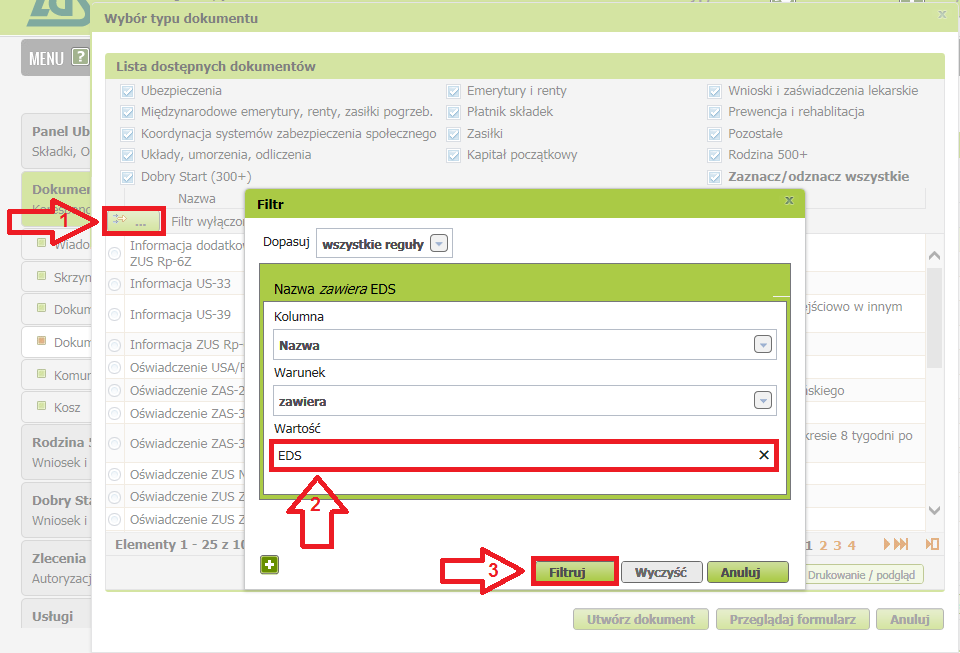 ZUS
Wybór typu dokumentu
x
MENU ?
Lista dostępnych dokumentów
Ubezpieczenia
Emerytury i renty
Wnioski i zaświadczenia lekarskie
Międzynarodowe emerytury, renty, zasiłki pogrzeb.
Płatnik składek
Prewencja i rehablitacja
Koordynacja systemów zabezpieczenia społecznego
Zasiłki
Pozostałe
Układy, umorzenia, odliczenia
Kapitał początkowy
Rodzina 500+
Dobry Start (300+)
Zaznacz/odznacz wszystkie
Panel Ub
Składki, O
Dokumen
Nazwa
1
...
Filtr wyłączon
Wiado
Skrzyn
Dokum
Dokum
Komun
Kosz
Rodzina
Wniosek i
Dobry Sta
Wniosek i
Zlecenia
Autoryzacj
Usługi
Informacja dodatkow
ZUS Rp-6Z
Informacja US-33
Informacja US-39
ejściowo w innym
Informacja ZUS Rp-
Oświadczenie USA/
Oświadczenie ZAS-2
ńskiego
Oświadczenie ZAS-3
Oświadczenie ZAS-3
kresie 8 tygodni po
Oświadczenie ZUS
Oświadczenie ZUS Z
Oświadczenie ZUS Z
Elementy 1 - 25 z 10
1 2 3 4
Drukowanie / podgląd
Utwórz dokument
Przeglądaj formularz
Anuluj
Filtr
x
Dopasuj
wszystkie reguły
Nazwa zawiera EDS
Kolumna
Nazwa
Warunek
zawiera
Wartość
EDS
2
3
Filtruj
Wyczyść
Anuluj